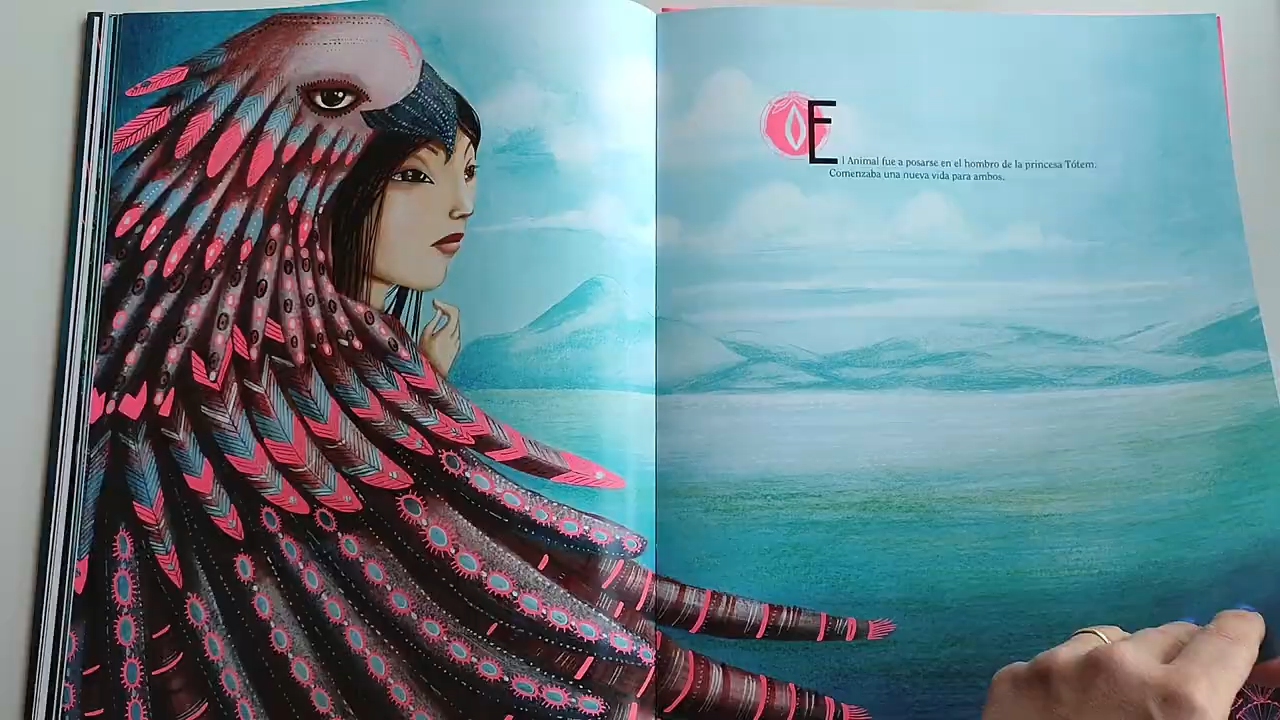 El Animal fue a posarse en el hombro de la princesa Tótem.
Comenzaba una nueva vida para ambos.